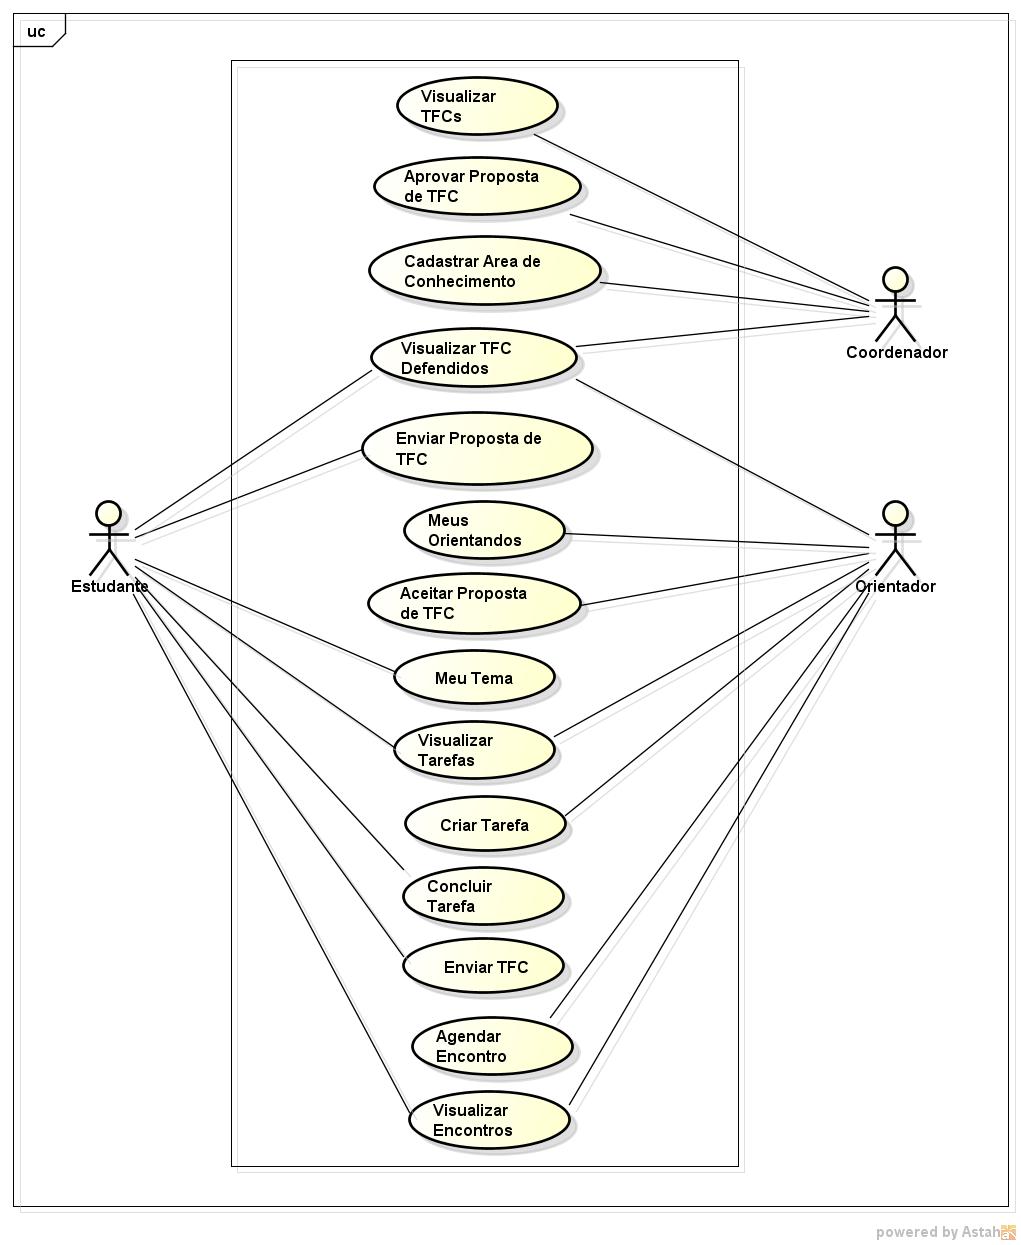 uc
Visualizar
TFCs
Aprovar Proposta
de TFC
Cadastrar Area de
Conhecimento
Coordenador
Visualizar TFC
Defendidos
Enviar Proposta de
TFC
Meus
Orientandos
Estudante
Orientador
Aceitar Proposta
de TFC
Meu Tema
Visualizar
Tarefas
Criar Tarefa
Concluir
Tarefa
Enviar TFC
Agendar
Encontro
Visualizar
Encontros
powered by Astah